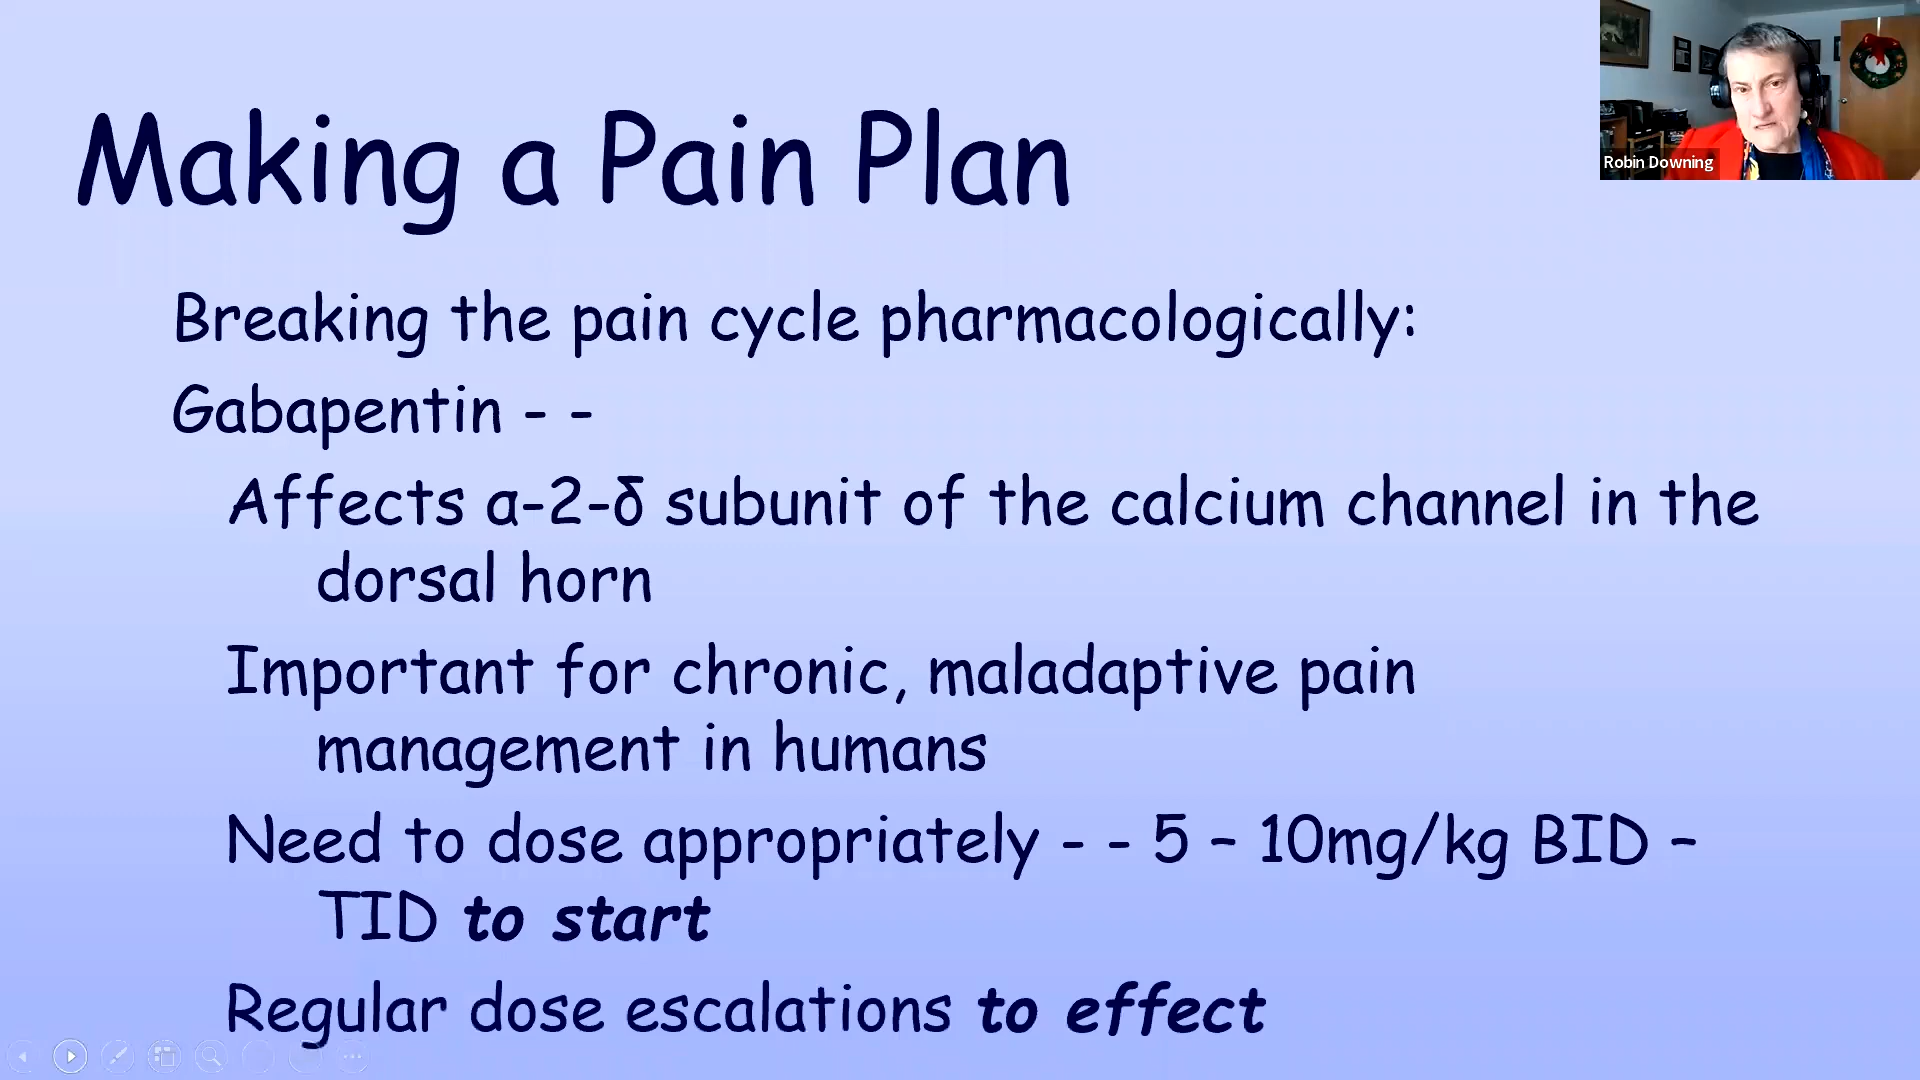 Making a Pain Plan
Robin Downing
Breaking the pain cycle pharmacologically:
Gabapentin - -
Affects α-2-δ subunit of the calcium channel in the
dorsal horn
Important for chronic, maladaptive pain
management in humans
Need to dose appropriately - - 5 – 10mg/kg BID –
TID to start
Regular dose escalations to effect